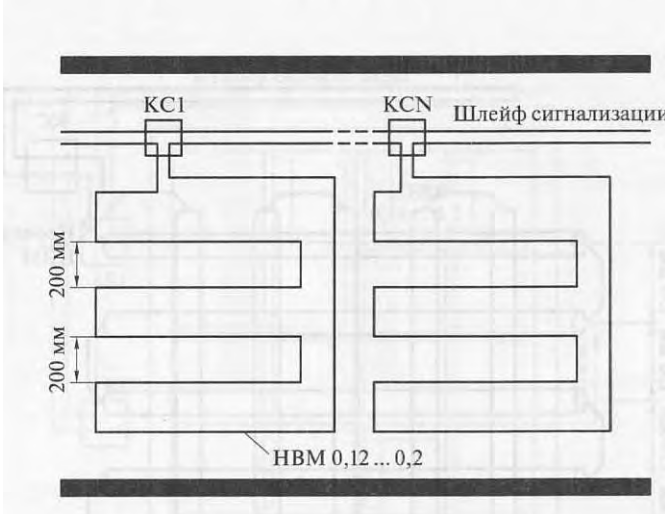 КС1
КСN
Шлейф сигнализации
200 мм
200 мм
НВМ 0,12 ... 0,2